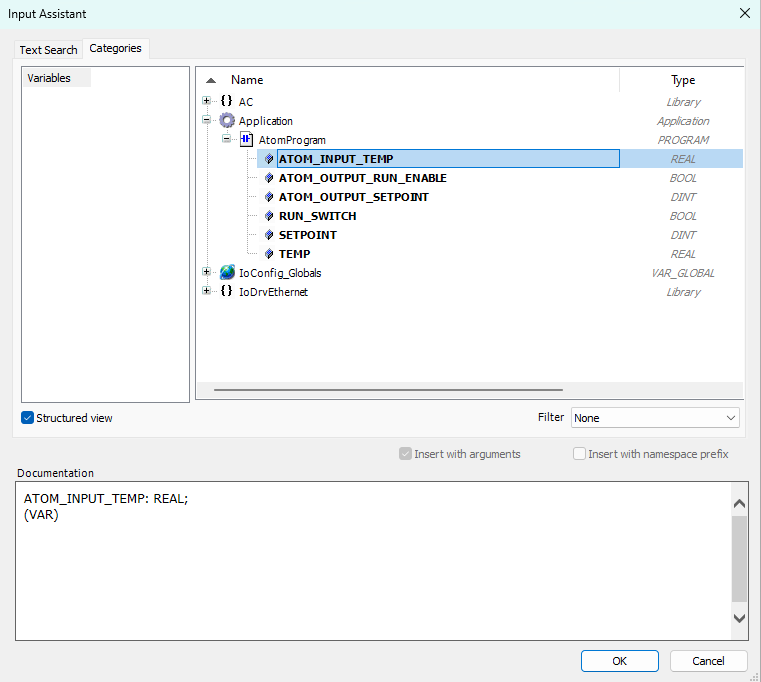 Input Assistant
Text Search Categories
Variables
Name Type
{} AC Library
Application Application
AtomProgram PROGRAM
ATOM_INPUT_TEMP REAL
ATOM_OUTPUT_RUN_ENABLE BOOL
ATOM_OUTPUT_SETPOINT DINT
RUN_SWITCH BOOL
SETPOINT DINT
TEMP REAL
IoConfig_Globals VAR_GLOBAL
{} IoDrvEthernet Library
Structured view
Filter None
Insert with arguments Insert with namespace prefix
Documentation
ATOM_INPUT_TEMP: REAL;
(VAR)
OK Cancel